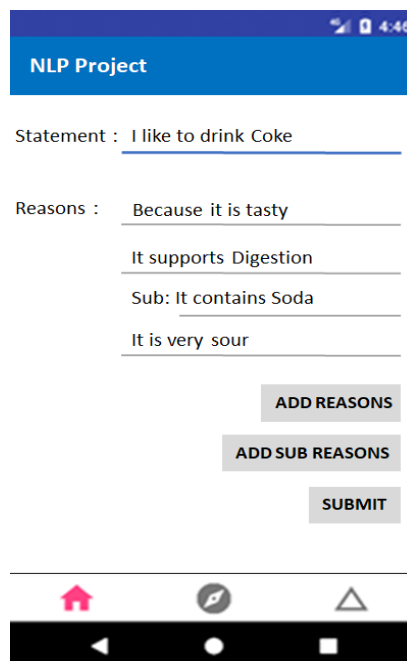 4:46
NLP Project
Statement : I like to drink Coke
Reasons : Because it is tasty
It supports Digestion
Sub: It contains Soda
It is very sour
ADD REASONS
ADD SUB REASONS
SUBMIT